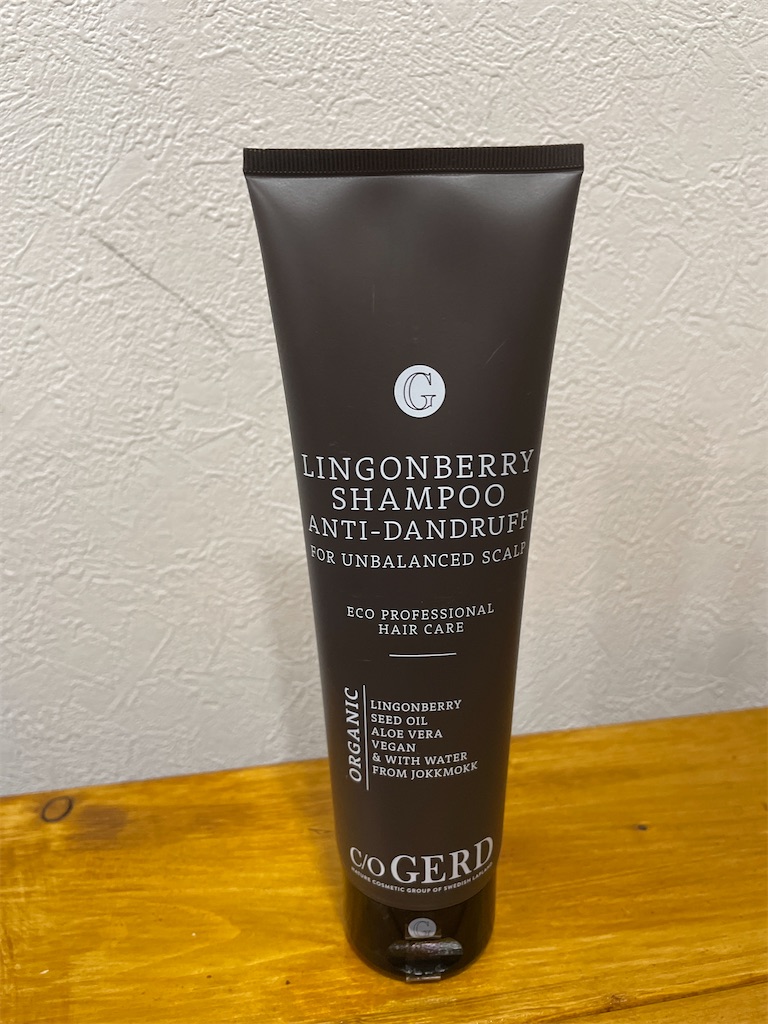 G
LINGONBERRY
SHAMPOO
ANTI-DANDRUFF
FOR UNBALANCED SCALP
ECO PROFESSIONAL
HAIR CARE
ORGANIC
LINGONBERRY
SEED OIL
ALOE VERA
VEGAN
& WITH WATER
FROM JOKKMOKK
C/O GERD
NATURE COSMETIC GROUP OF SWEDISH LAPLAND
G